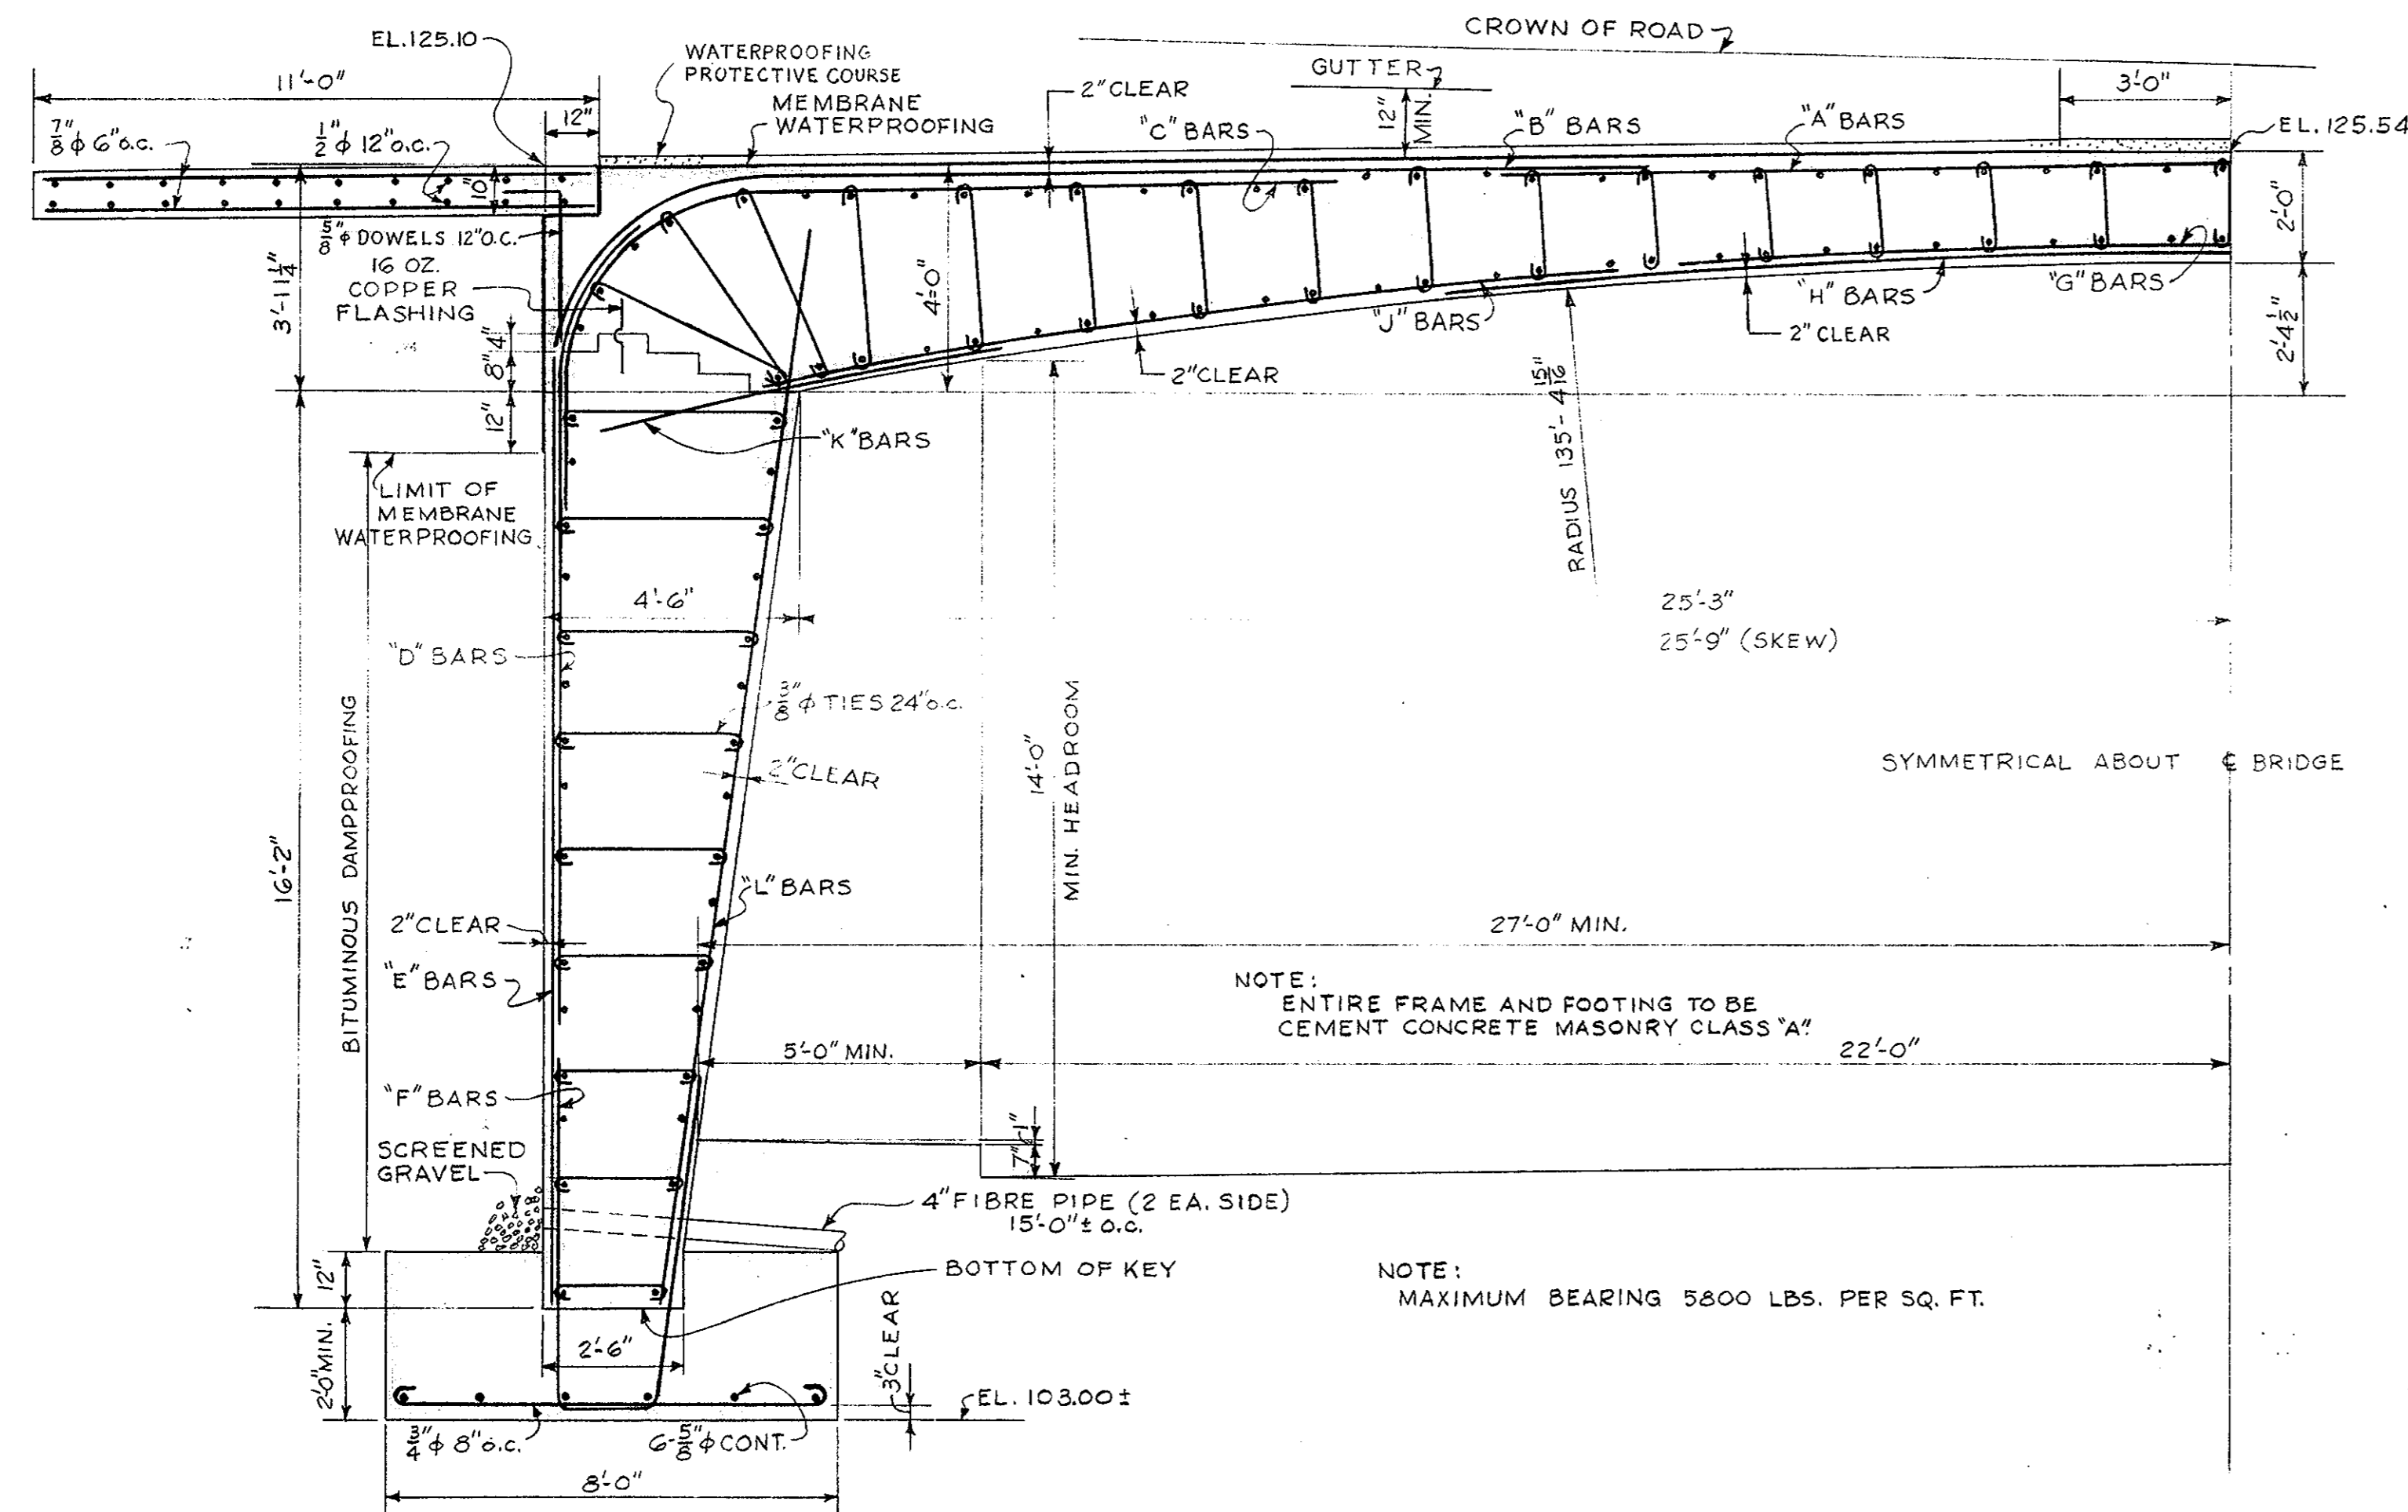 CROWN OF ROAD
EL.125.10
WATERPROOFING
PROTECTIVE COURSE
MEMBRANE
WATERPROOFING
GUTTER
11'-0"
12"
2" CLEAR
12"
MIN.
3'-0"
7/8" ϕ 6" o.c.
1/2" ϕ 12" o.c.
"C" BARS
"B" BARS
"A" BARS
EL.125.54
10"
5/8" ϕ DOWELS 12" O.C.
16 OZ.
COPPER
FLASHING
3'-11 1/4"
4'-0"
2'-0"
"G" BARS
"H" BARS
"J" BARS
2" CLEAR
2" CLEAR
2'-4 1/2"
4"
8"
12"
"K" BARS
RADIUS 135'-4 15/16
LIMIT OF
MEMBRANE
WATERPROOFING
4'-6"
25'-3"
25'-9" (SKEW)
"D" BARS
3/8" ϕ TIES 24" o.c.
2" CLEAR
14'-0"
MIN. HEADROOM
SYMMETRICAL ABOUT ℄ BRIDGE
16'-2"
BITUMINOUS DAMPPROOFING
"L" BARS
2" CLEAR
27'-0" MIN.
"E" BARS
NOTE:
ENTIRE FRAME AND FOOTING TO BE
CEMENT CONCRETE MASONRY CLASS "A".
5'-0" MIN.
22'-0"
"F" BARS
1"
7"
SCREENED
GRAVEL
4" FIBRE PIPE (2 EA. SIDE)
15'-0" ± O.C.
BOTTOM OF KEY
NOTE:
MAXIMUM BEARING 5800 LBS. PER SQ. FT.
12"
2'-0" MIN.
2'-6"
3" CLEAR
EL. 103.00 ±
3/4" ϕ 8" o.c.
6-5/8" ϕ CONT.
8'-0"